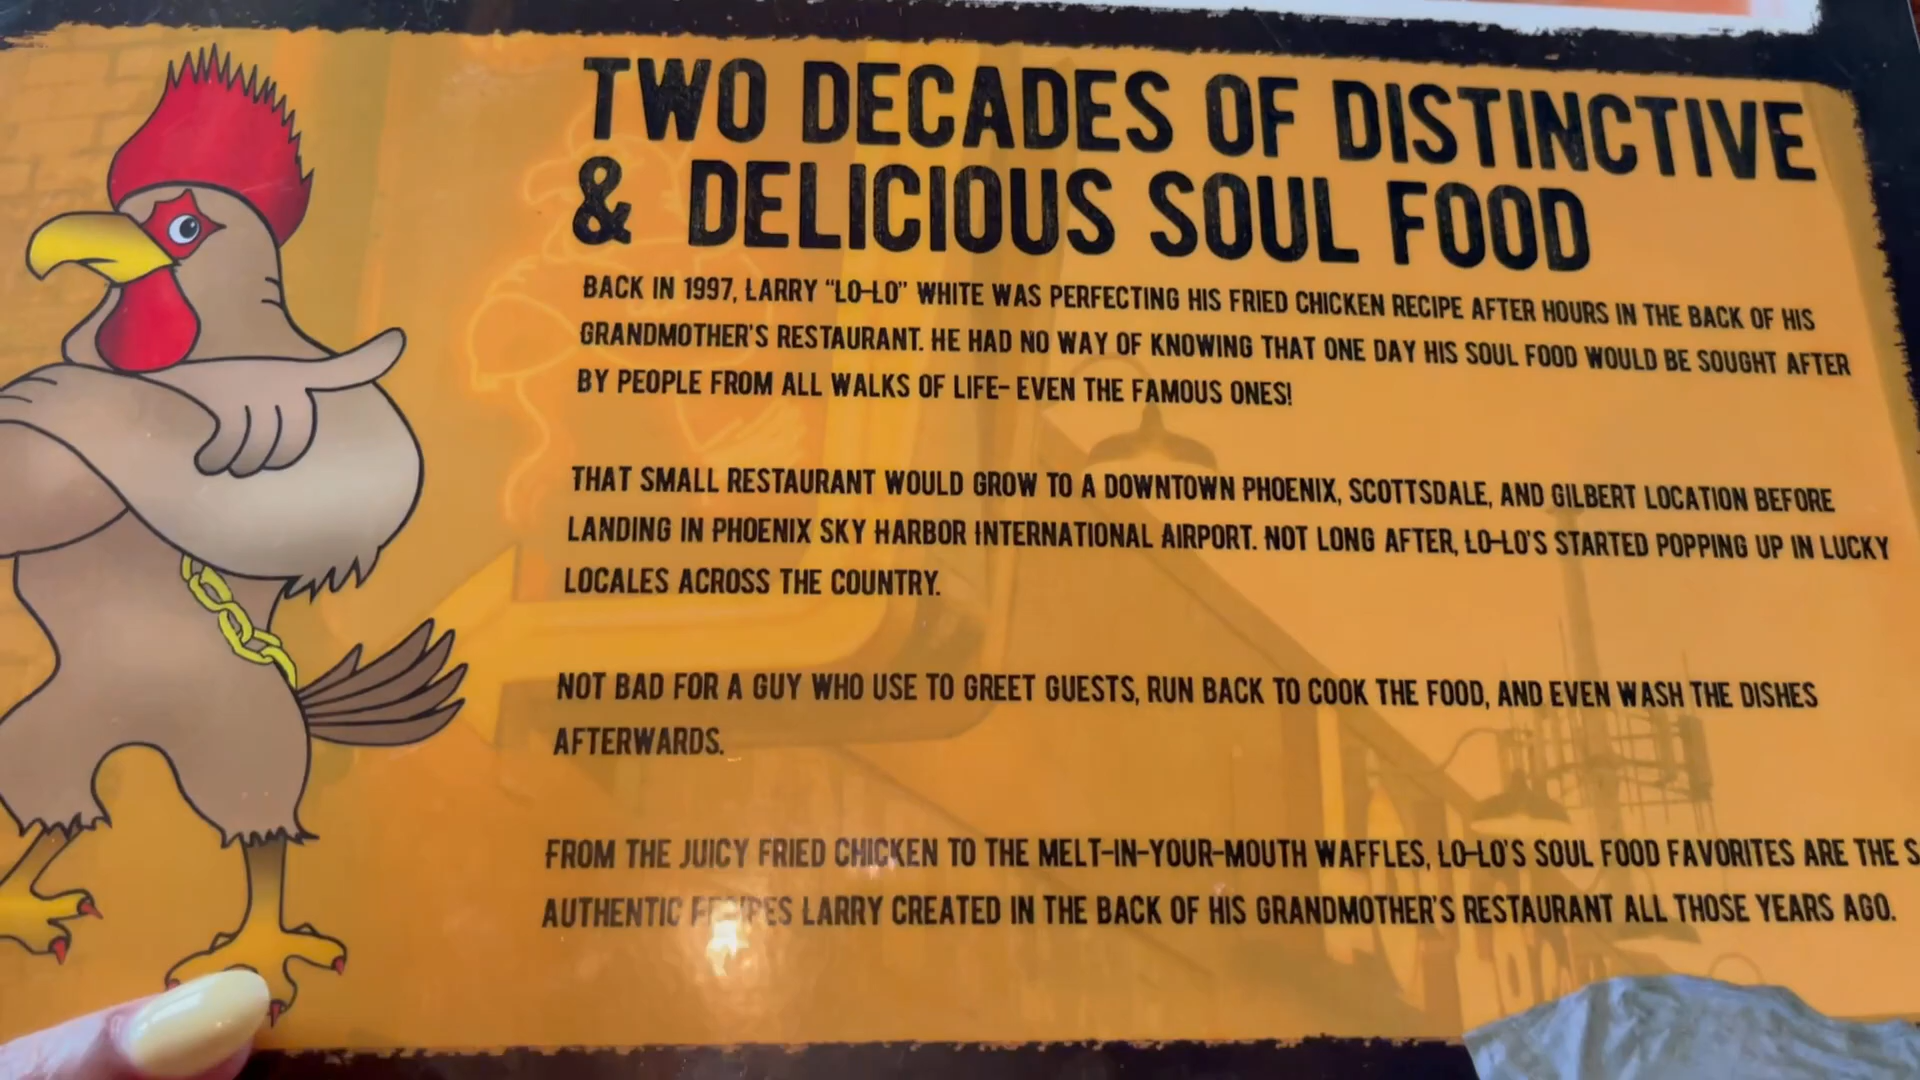 TWO DECADES OF DISTINCTIVE
& DELICIOUS SOUL FOOD
BACK IN 1997, LARRY "LO-LO" WHITE WAS PERFECTING HIS FRIED CHICKEN RECIPE AFTER HOURS IN THE BACK OF HIS
GRANDMOTHER'S RESTAURANT. HE HAD NO WAY OF KNOWING THAT ONE DAY HIS SOUL FOOD WOULD BE SOUGHT AFTER
BY PEOPLE FROM ALL WALKS OF LIFE- EVEN THE FAMOUS ONES!
THAT SMALL RESTAURANT WOULD GROW TO A DOWNTOWN PHOENIX, SCOTTSDALE, AND GILBERT LOCATION BEFORE
LANDING IN PHOENIX SKY HARBOR INTERNATIONAL AIRPORT. NOT LONG AFTER, LO-LO'S STARTED POPPING UP IN LUCKY
LOCALES ACROSS THE COUNTRY.
NOT BAD FOR A GUY WHO USE TO GREET GUESTS, RUN BACK TO COOK THE FOOD, AND EVEN WASH THE DISHES
AFTERWARDS.
FROM THE JUICY FRIED CHICKEN TO THE MELT-IN-YOUR-MOUTH WAFFLES, LO-LO'S SOUL FOOD FAVORITES ARE THE
AUTHENTIC LARRY CREATED IN THE BACK OF HIS GRANDMOTHER'S RESTAURANT ALL THOSE YEARS AGO.